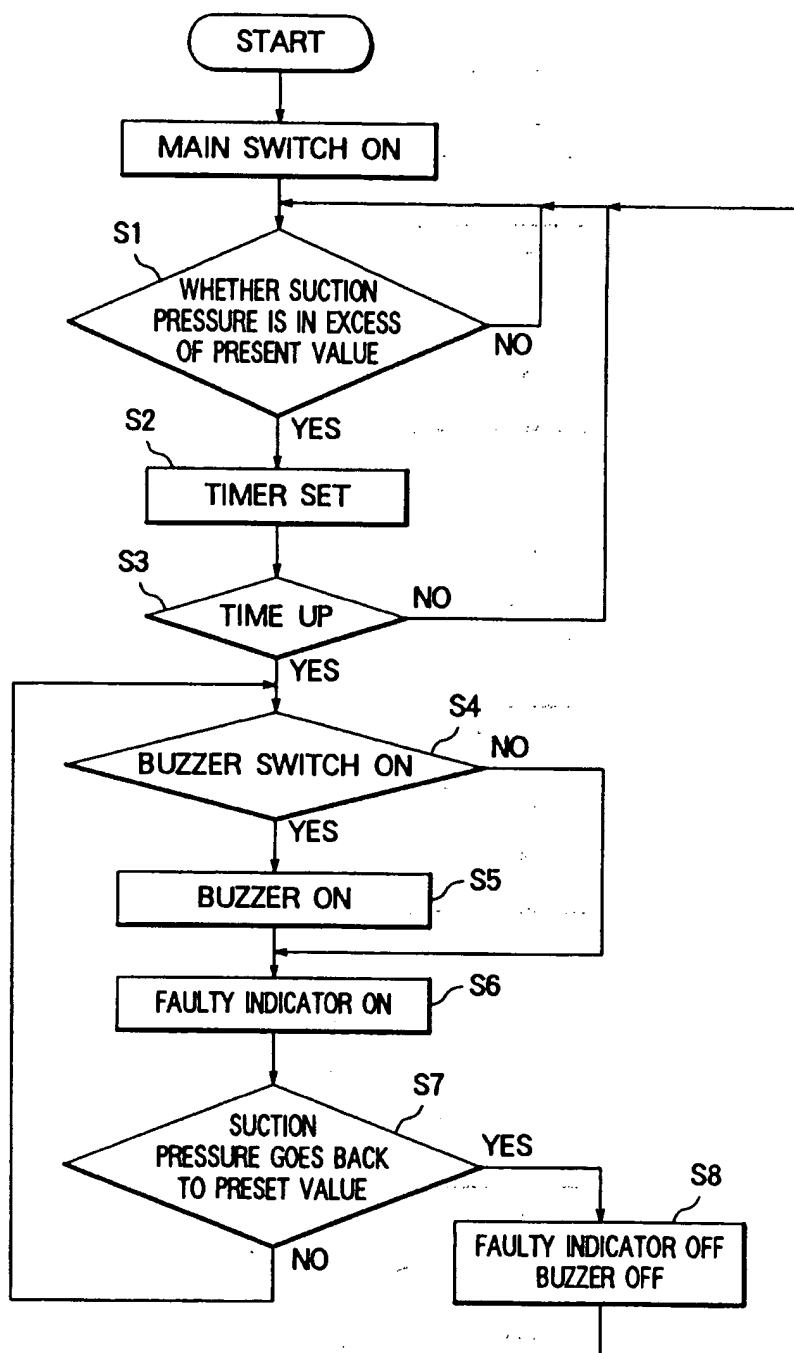 START
MAIN SWITCH ON
S1
WHETHER SUCTION
PRESSURE IS IN EXCESS
OF PRESENT VALUE
NO
YES
S2
TIMER SET
S3
TIME UP
NO
YES
S4
BUZZER SWITCH ON
NO
YES
BUZZER ON
S5
FAULTY INDICATOR ON
S6
S7
SUCTION
PRESSURE GOES BACK
TO PRESET VALUE
YES
NO
S8
FAULTY INDICATOR OFF
BUZZER OFF